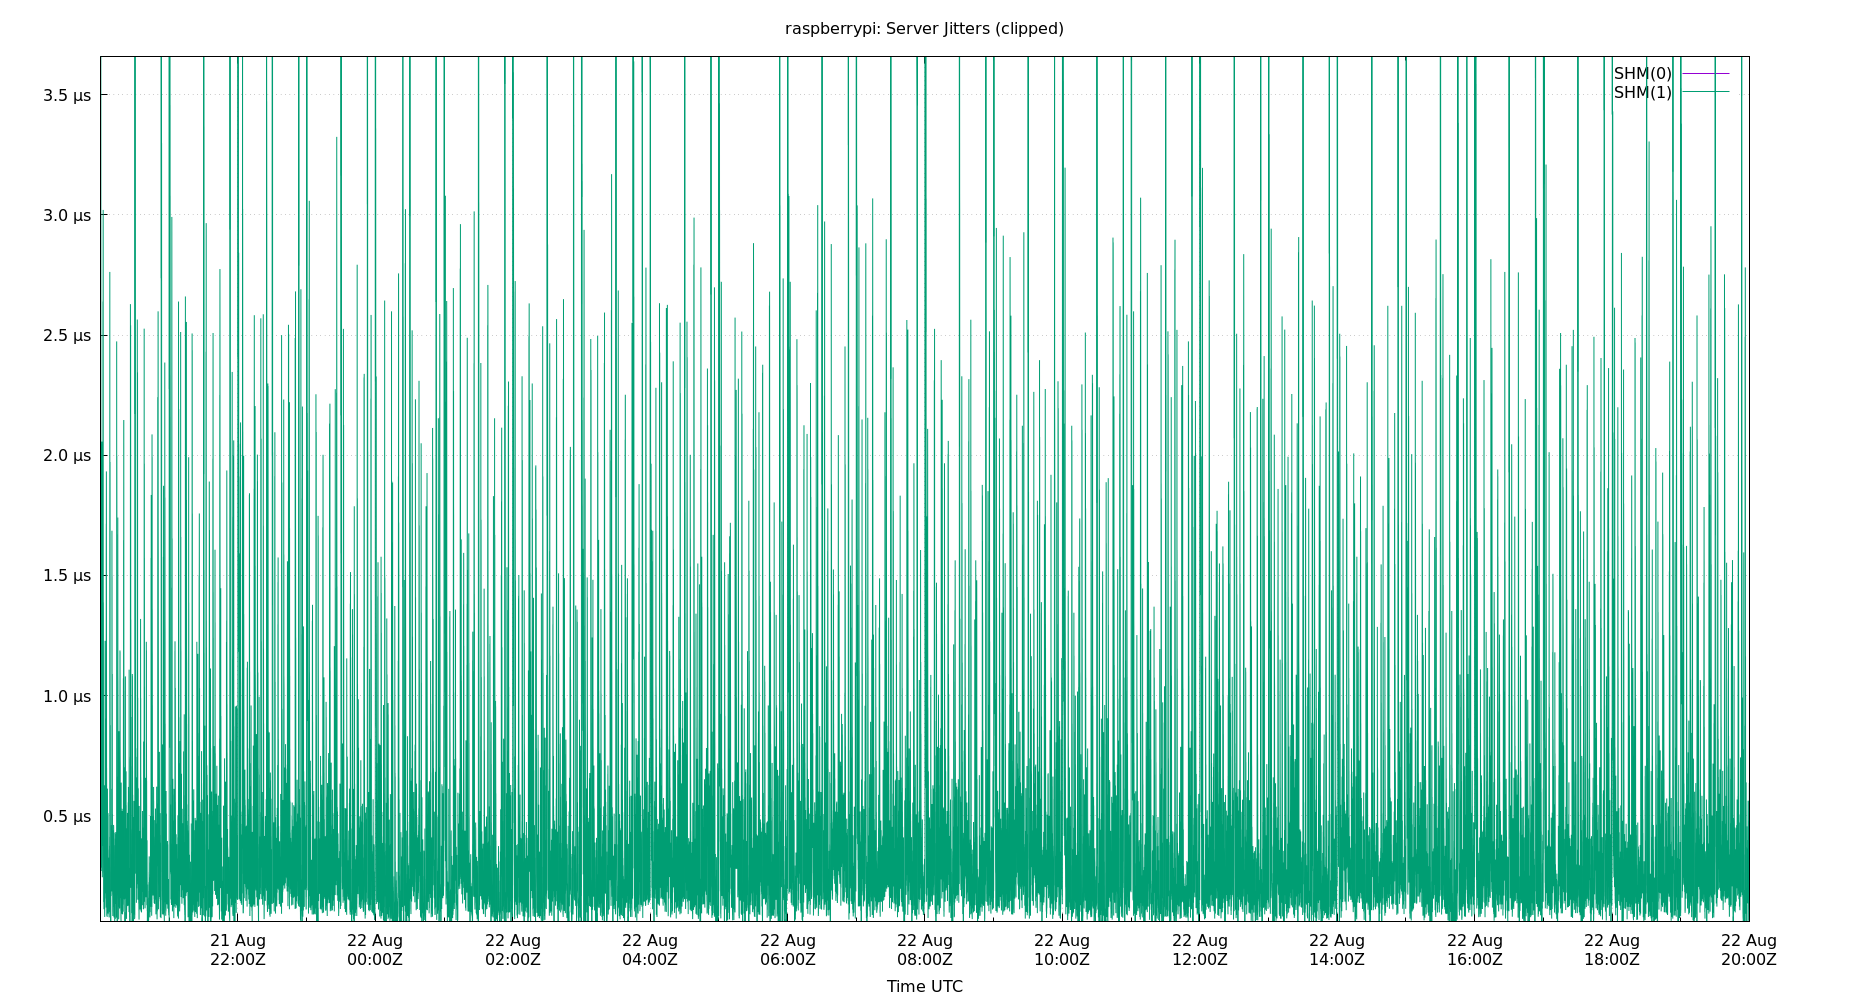 raspberrypi: Server Jitters (clipped)
SHM(0)
SHM(1)
3.5 µs
3.0 µs
2.5 µs
2.0 µs
1.5 µs
1.0 µs
0.5 µs
21 Aug 22 Aug 22 Aug 22 Aug 22 Aug 22 Aug 22 Aug 22 Aug 22 Aug 22 Aug 22 Aug 22 Aug
22:00Z 00:00Z 02:00Z 04:00Z 06:00Z 08:00Z 10:00Z 12:00Z 14:00Z 16:00Z 18:00Z 20:00Z
Time UTC